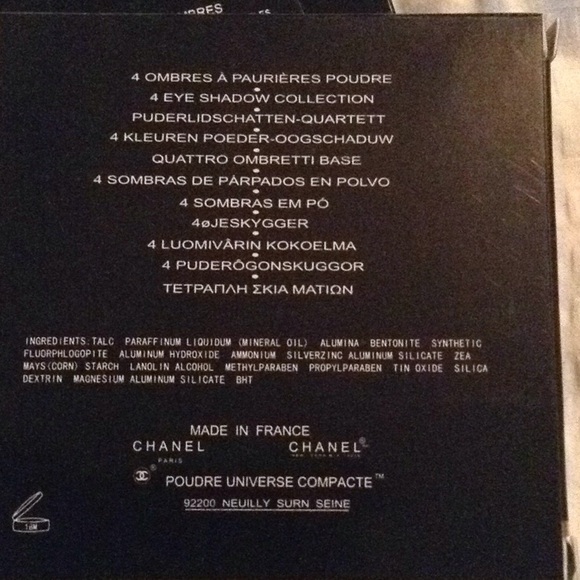 OMBRES
4 OMBRES À PAURIÈRES POUDRE
4 EYE SHADOW COLLECTION
PUDERLIDSCHATTEN-QUARTETT
4 KLEUREN POEDER-OOGSCHADUW
QUATTRO OMBRETTI BASE
4 SOMBRAS DE PÁRPADOS EN POLVO
4 SOMBRAS EM PÓ
4øJESKYGGER
4 LUOMIVÂRIN KOKOELMA
4 PUDERÔGONSKUGGOR
ΤΕΤΡΑΠΛΗ ΣΚΙΑ ΜΑΤΙΩΝ
INGREDIENTS:TALC PARAFFINUM LIQUIDUM (MINERAL OIL) ALUMINA BENTONITE SYNTHETIC
FLUORPHLOGOPITE ALUMINUM HYDROXIDE AMMONIUM SILVERZINC ALUMINUM SILICATE ZEA
MAYS(CORN) STARCH LANOLIN ALCOHOL METHYLPARABEN PROPYLPARABEN TIN OXIDE SILICA
DEXTRIN MAGNESIUM ALUMINUM SILICATE BHT
MADE IN FRANCE
CHANEL CHANEL
PARIS
POUDRE UNIVERSE COMPACTE™
92200 NEUILLY SURN SEINE
18M